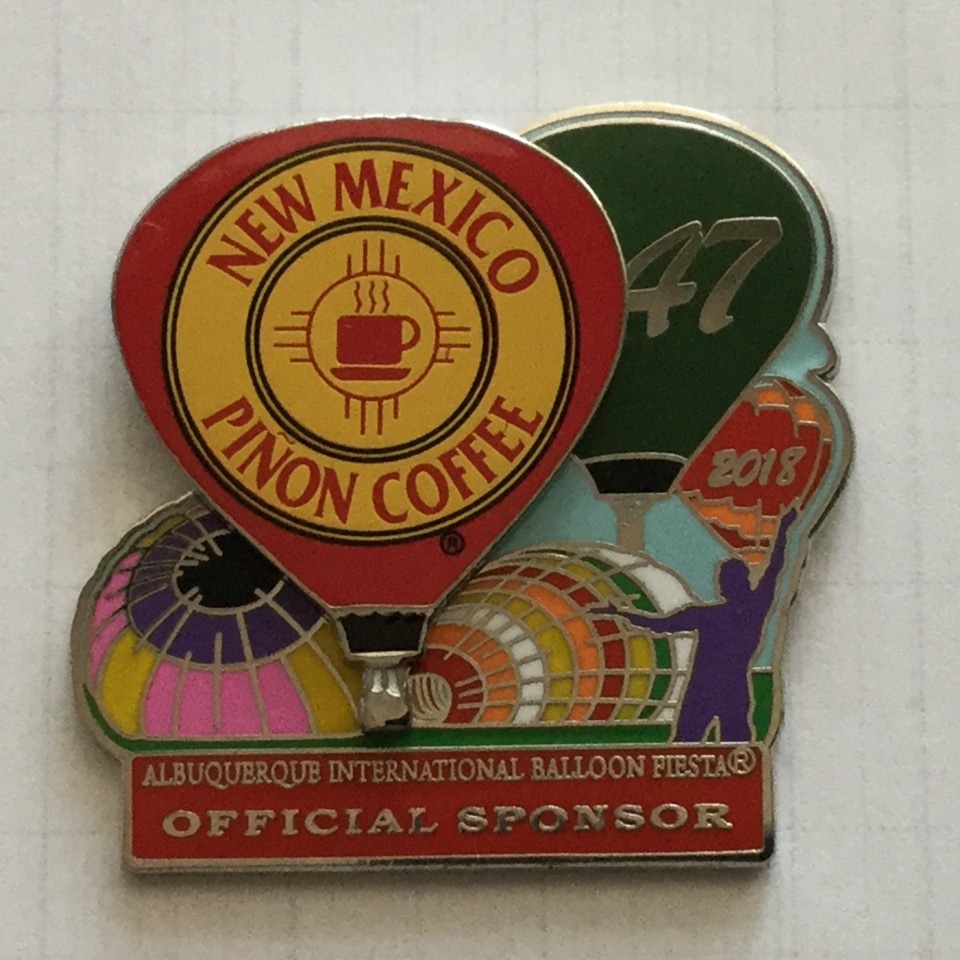 NEW MEXICO
PIÑON COFFEE
®
47
2018
ALBUQUERQUE INTERNATIONAL BALLOON FIESTA®
OFFICIAL SPONSOR